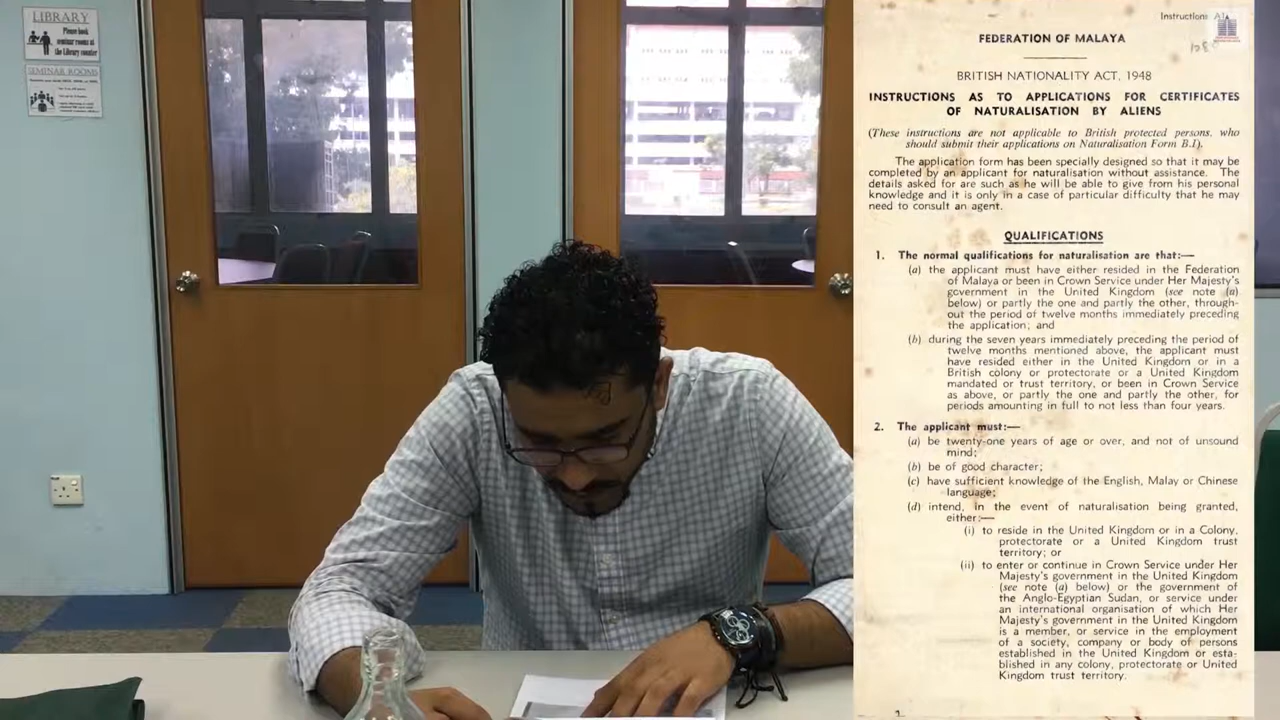 LIBRARY
Please book
seminar rooms at
the Library counter
SEMINAR ROOMS
Instructions A1
FEDERATION OF MALAYA
BRITISH NATIONALITY ACT, 1948
INSTRUCTIONS AS TO APPLICATIONS FOR CERTIFICATES
OF NATURALISATION BY ALIENS
(These instructions are not applicable to British protected persons, who
should submit their applications on Naturalisation Form B.I).
The application form has been specially designed so that it may be
completed by an applicant for naturalisation without assistance. The
details asked for are such as he will be able to give from his personal
knowledge and it is only in a case of particular difficulty that he may
need to consult an agent.
QUALIFICATIONS
1. The normal qualifications for naturalisation are that:—
(a) the applicant must have either resided in the Federation
of Malaya or been in Crown Service under Her Majesty's
government in the United Kingdom (see note (a)
below) or partly the one and partly the other, through-
out the period of twelve months immediately preceding
the application; and
(b) during the seven years immediately preceding the period of
twelve months mentioned above, the applicant must
have resided either in the United Kingdom or in a
British colony or protectorate or a United Kingdom
mandated or trust territory, or been in Crown Service
as above, or partly the one and partly the other, for
periods amounting in full to not less than four years.
2. The applicant must:—
(a) be twenty-one years of age or over, and not of unsound
mind;
(b) be of good character;
(c) have sufficient knowledge of the English, Malay or Chinese
language;
(d) intend, in the event of naturalisation being granted,
either:—
(i) to reside in the United Kingdom or in a Colony,
protectorate or a United Kingdom trust
territory; or
(ii) to enter or continue in Crown Service under Her
Majesty's government in the United Kingdom
(see note (a) below) or the government of
the Anglo-Egyptian Sudan, or service under
an international organisation of which Her
Majesty's government in the United Kingdom
is a member, or service in the employment
of a society, company or body of persons
established in the United Kingdom or esta-
blished in any colony, protectorate or United
Kingdom trust territory.